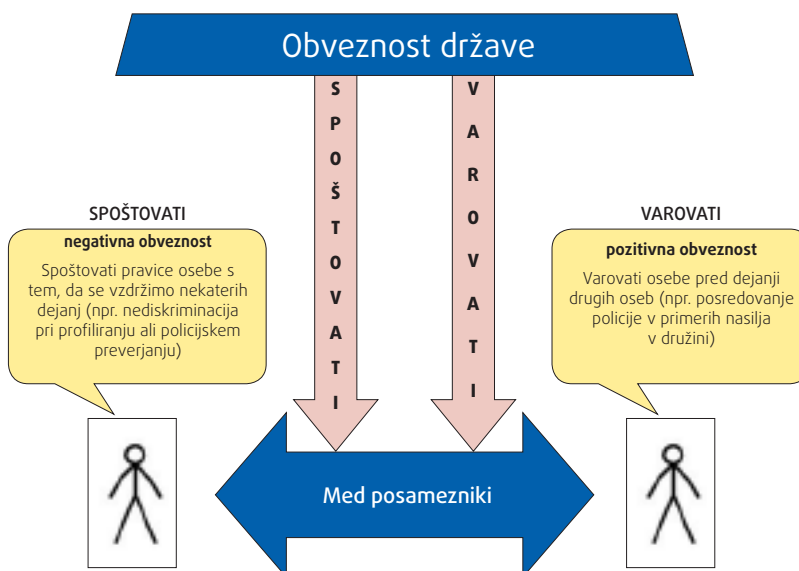 Obveznost države
SPOŠTOVATI
VAROVATI
SPOŠTOVATI
negativna obveznost
Spoštovati pravice osebe s
tem, da se vzdržimo nekaterih
dejanj (npr. nediskriminacija
pri profiliranju ali policijskem
preverjanju)
VAROVATI
pozitivna obveznost
Varovati osebe pred dejanji
drugih oseb (npr. posredovanje
policije v primerih nasilja
v družini)
Med posamezniki